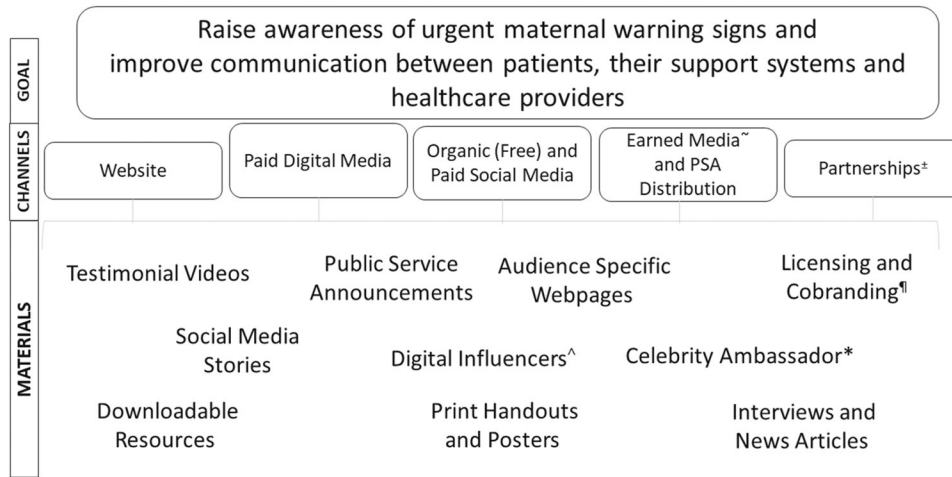 GOAL
Raise awareness of urgent maternal warning signs and
improve communication between patients, their support systems and
healthcare providers
CHANNELS
Website
Paid Digital Media
Organic (Free) and
Paid Social Media
Earned Media˜
and PSA
Distribution
Partnerships±
MATERIALS
Testimonial Videos
Public Service
Announcements
Audience Specific
Webpages
Licensing and
Cobranding¶
Social Media
Stories
Digital Influencers^
Celebrity Ambassador*
Downloadable
Resources
Print Handouts
and Posters
Interviews and
News Articles